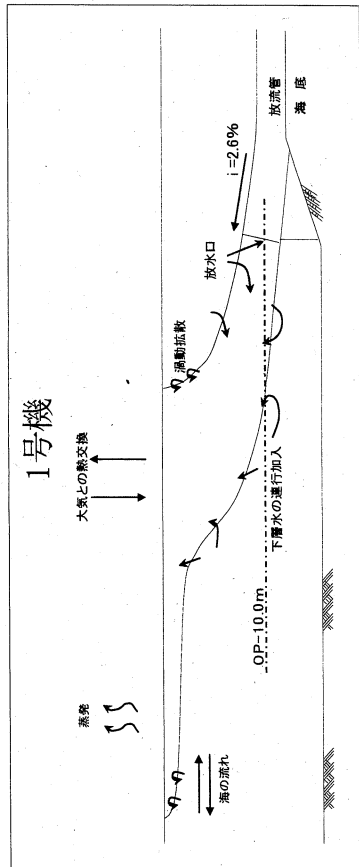 1号機
蒸発
大気との熱交換
渦動拡散
i=2.6%
放水口
放流管
海底
海の流れ
下層水の連行加入
OP-10.0m